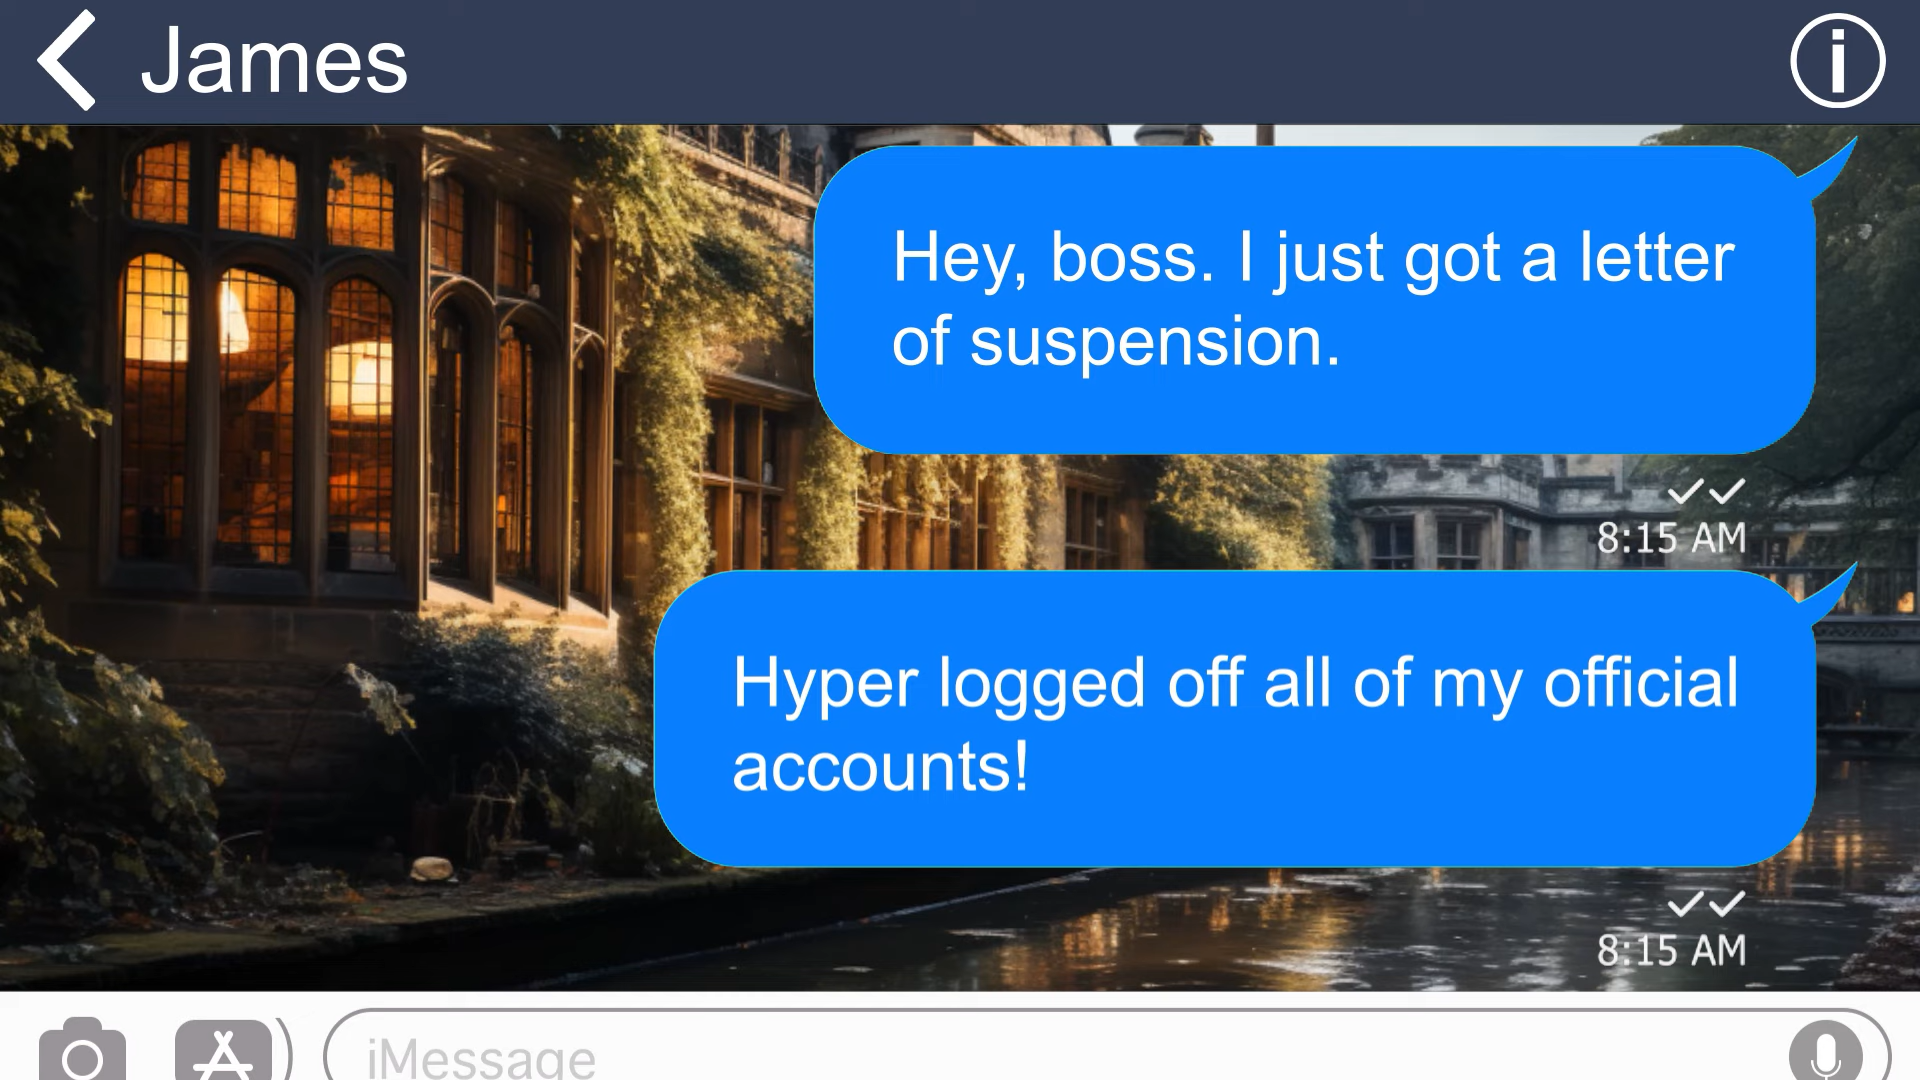 James
Hey, boss. I just got a letter
of suspension.
8:15 AM
Hyper logged off all of my official
accounts!
8:15 AM
iMessage